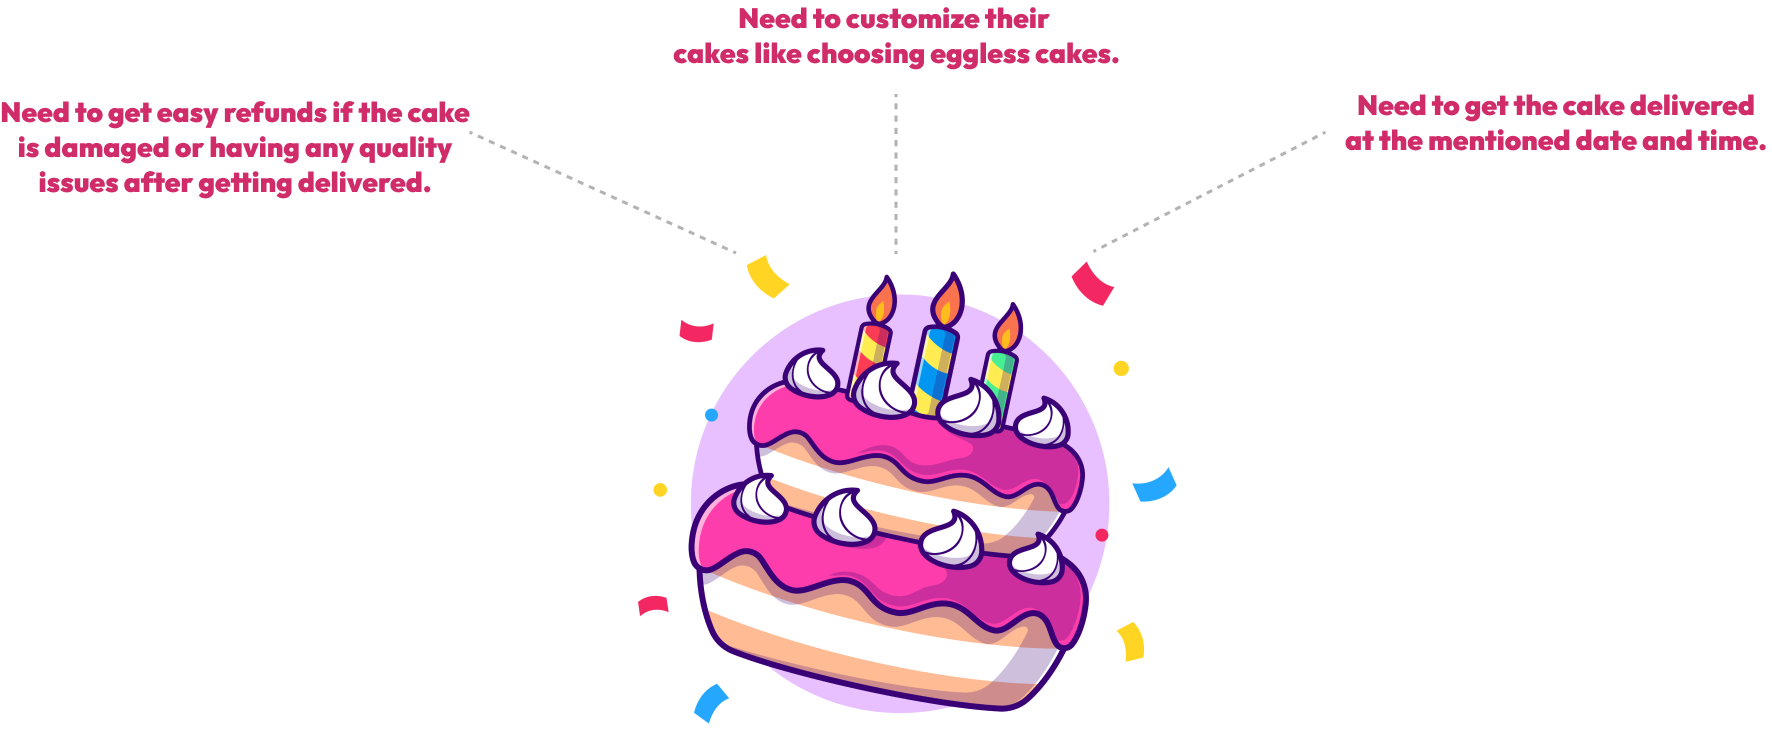 Need to customize their
cakes like choosing eggless cakes.
Need to get easy refunds if the cake
is damaged or having any quality
issues after getting delivered.
Need to get the cake delivered
at the mentioned date and time.